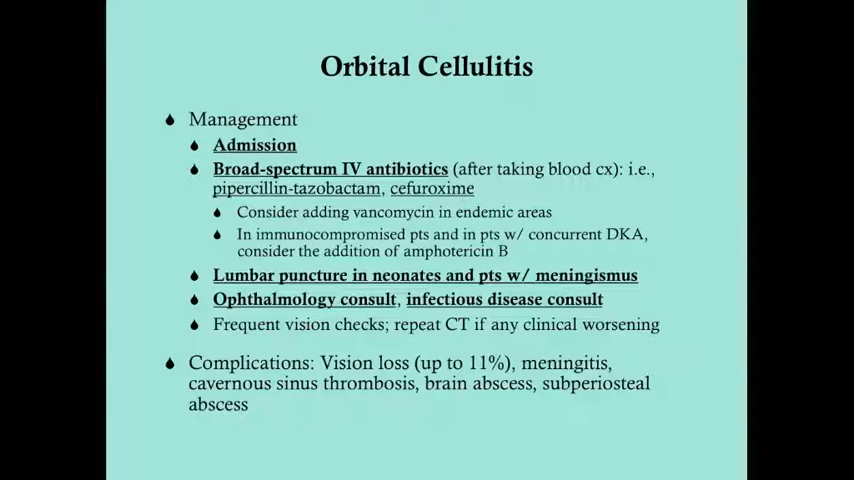 Orbital Cellulitis
Management
Admission
Broad-spectrum IV antibiotics (after taking blood cx): i.e.,
pipercillin-tazobactam, cefuroxime
Consider adding vancomycin in endemic areas
In immunocompromised pts and in pts w/ concurrent DKA,
consider the addition of amphotericin B
Lumbar puncture in neonates and pts w/ meningismus
Ophthalmology consult, infectious disease consult
Frequent vision checks; repeat CT if any clinical worsening
Complications: Vision loss (up to 11%), meningitis,
cavernous sinus thrombosis, brain abscess, subperiosteal
abscess